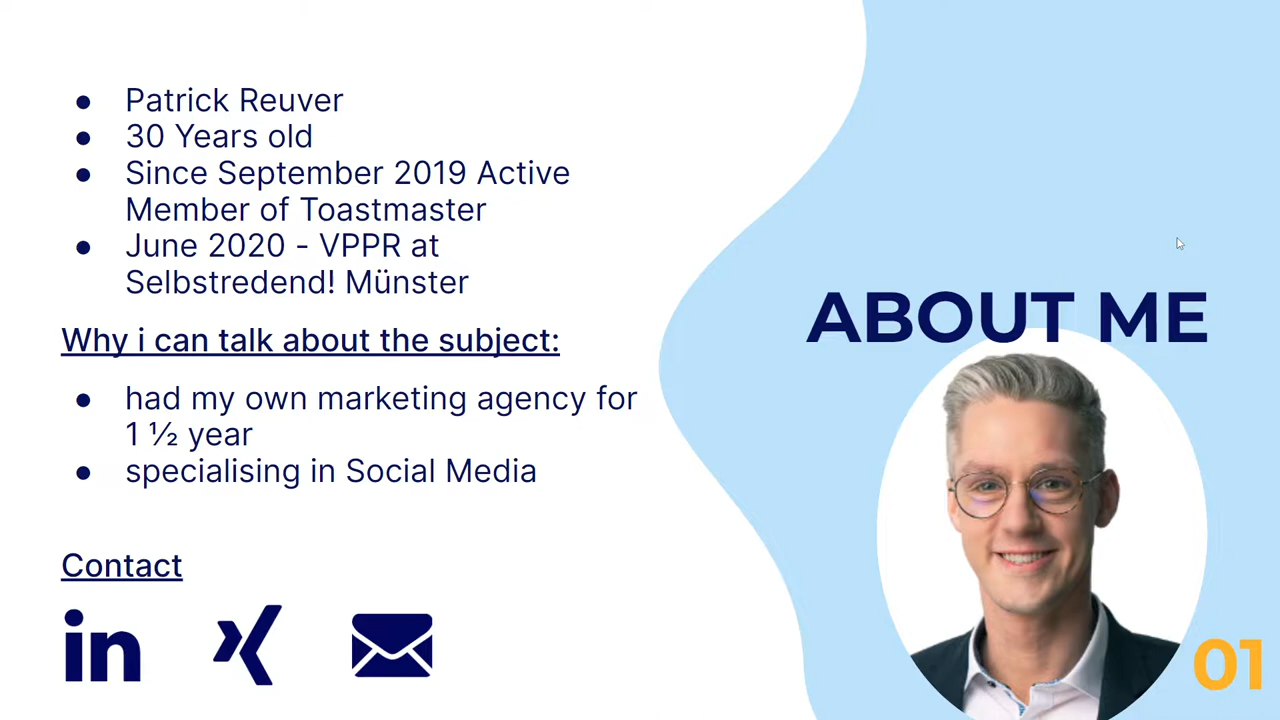 ● Patrick Reuver
● 30 Years old
● Since September 2019 Active
Member of Toastmaster
● June 2020 - VPPR at
Selbstredend! Münster
Why i can talk about the subject:
● had my own marketing agency for
1 ½ year
● specialising in Social Media
Contact
in
ABOUT ME
01